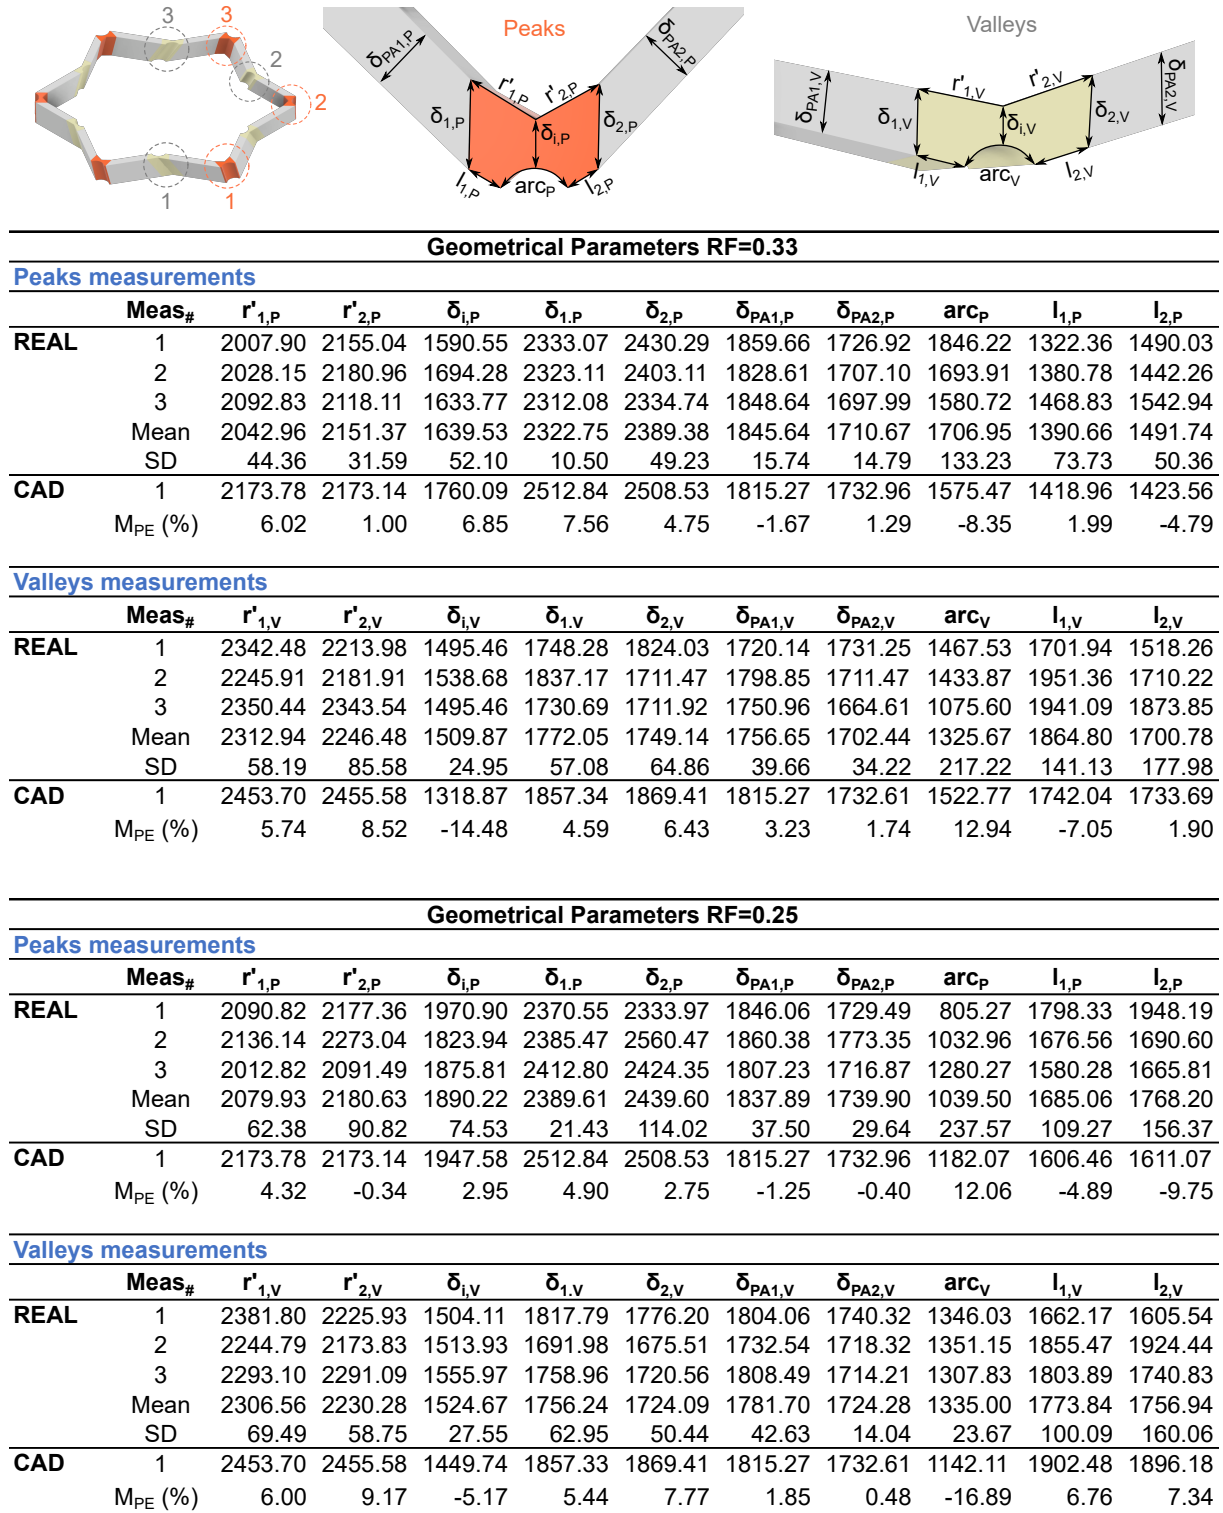 3 3 2 2 1 1
Peaks
δPA1,P r'1,P r'2,P δPA2,P
δ1,P δi,P δ2,P
l1,P arcP l2,P
Valleys
δPA1,V r'1,V r'2,V δPA2,V
δ1,V δi,V δ2,V
l1,V arcV l2,V
Geometrical Parameters RF=0.33
Peaks measurements
Meas# r'1,P r'2,P δi,P δ1.P δ2,P δPA1,P δPA2,P arcP l1,P l2,P
REAL 1 2007.90 2155.04 1590.55 2333.07 2430.29 1859.66 1726.92 1846.22 1322.36 1490.03
2 2028.15 2180.96 1694.28 2323.11 2403.11 1828.61 1707.10 1693.91 1380.78 1442.26
3 2092.83 2118.11 1633.77 2312.08 2334.74 1848.64 1697.99 1580.72 1468.83 1542.94
Mean 2042.96 2151.37 1639.53 2322.75 2389.38 1845.64 1710.67 1706.95 1390.66 1491.74
SD 44.36 31.59 52.10 10.50 49.23 15.74 14.79 133.23 73.73 50.36
CAD 1 2173.78 2173.14 1760.09 2512.84 2508.53 1815.27 1732.96 1575.47 1418.96 1423.56
MPE (%) 6.02 1.00 6.85 7.56 4.75 -1.67 1.29 -8.35 1.99 -4.79
Valleys measurements
Meas# r'1,V r'2,V δi,V δ1.V δ2,V δPA1,V δPA2,V arcV l1,V l2,V
REAL 1 2342.48 2213.98 1495.46 1748.28 1824.03 1720.14 1731.25 1467.53 1701.94 1518.26
2 2245.91 2181.91 1538.68 1837.17 1711.47 1798.85 1711.47 1433.87 1951.36 1710.22
3 2350.44 2343.54 1495.46 1730.69 1711.92 1750.96 1664.61 1075.60 1941.09 1873.85
Mean 2312.94 2246.48 1509.87 1772.05 1749.14 1756.65 1702.44 1325.67 1864.80 1700.78
SD 58.19 85.58 24.95 57.08 64.86 39.66 34.22 217.22 141.13 177.98
CAD 1 2453.70 2455.58 1318.87 1857.34 1869.41 1815.27 1732.61 1522.77 1742.04 1733.69
MPE (%) 5.74 8.52 -14.48 4.59 6.43 3.23 1.74 12.94 -7.05 1.90
Geometrical Parameters RF=0.25
Peaks measurements
Meas# r'1,P r'2,P δi,P δ1.P δ2,P δPA1,P δPA2,P arcP l1,P l2,P
REAL 1 2090.82 2177.36 1970.90 2370.55 2333.97 1846.06 1729.49 805.27 1798.33 1948.19
2 2136.14 2273.04 1823.94 2385.47 2560.47 1860.38 1773.35 1032.96 1676.56 1690.60
3 2012.82 2091.49 1875.81 2412.80 2424.35 1807.23 1716.87 1280.27 1580.28 1665.81
Mean 2079.93 2180.63 1890.22 2389.61 2439.60 1837.89 1739.90 1039.50 1685.06 1768.20
SD 62.38 90.82 74.53 21.43 114.02 37.50 29.64 237.57 109.27 156.37
CAD 1 2173.78 2173.14 1947.58 2512.84 2508.53 1815.27 1732.96 1182.07 1606.46 1611.07
MPE (%) 4.32 -0.34 2.95 4.90 2.75 -1.25 -0.40 12.06 -4.89 -9.75
Valleys measurements
Meas# r'1,V r'2,V δi,V δ1.V δ2,V δPA1,V δPA2,V arcV l1,V l2,V
REAL 1 2381.80 2225.93 1504.11 1817.79 1776.20 1804.06 1740.32 1346.03 1662.17 1605.54
2 2244.79 2173.83 1513.93 1691.98 1675.51 1732.54 1718.32 1351.15 1855.47 1924.44
3 2293.10 2291.09 1555.97 1758.96 1720.56 1808.49 1714.21 1307.83 1803.89 1740.83
Mean 2306.56 2230.28 1524.67 1756.24 1724.09 1781.70 1724.28 1335.00 1773.84 1756.94
SD 69.49 58.75 27.55 62.95 50.44 42.63 14.04 23.67 100.09 160.06
CAD 1 2453.70 2455.58 1449.74 1857.33 1869.41 1815.27 1732.61 1142.11 1902.48 1896.18
MPE (%) 6.00 9.17 -5.17 5.44 7.77 1.85 0.48 -16.89 6.76 7.34